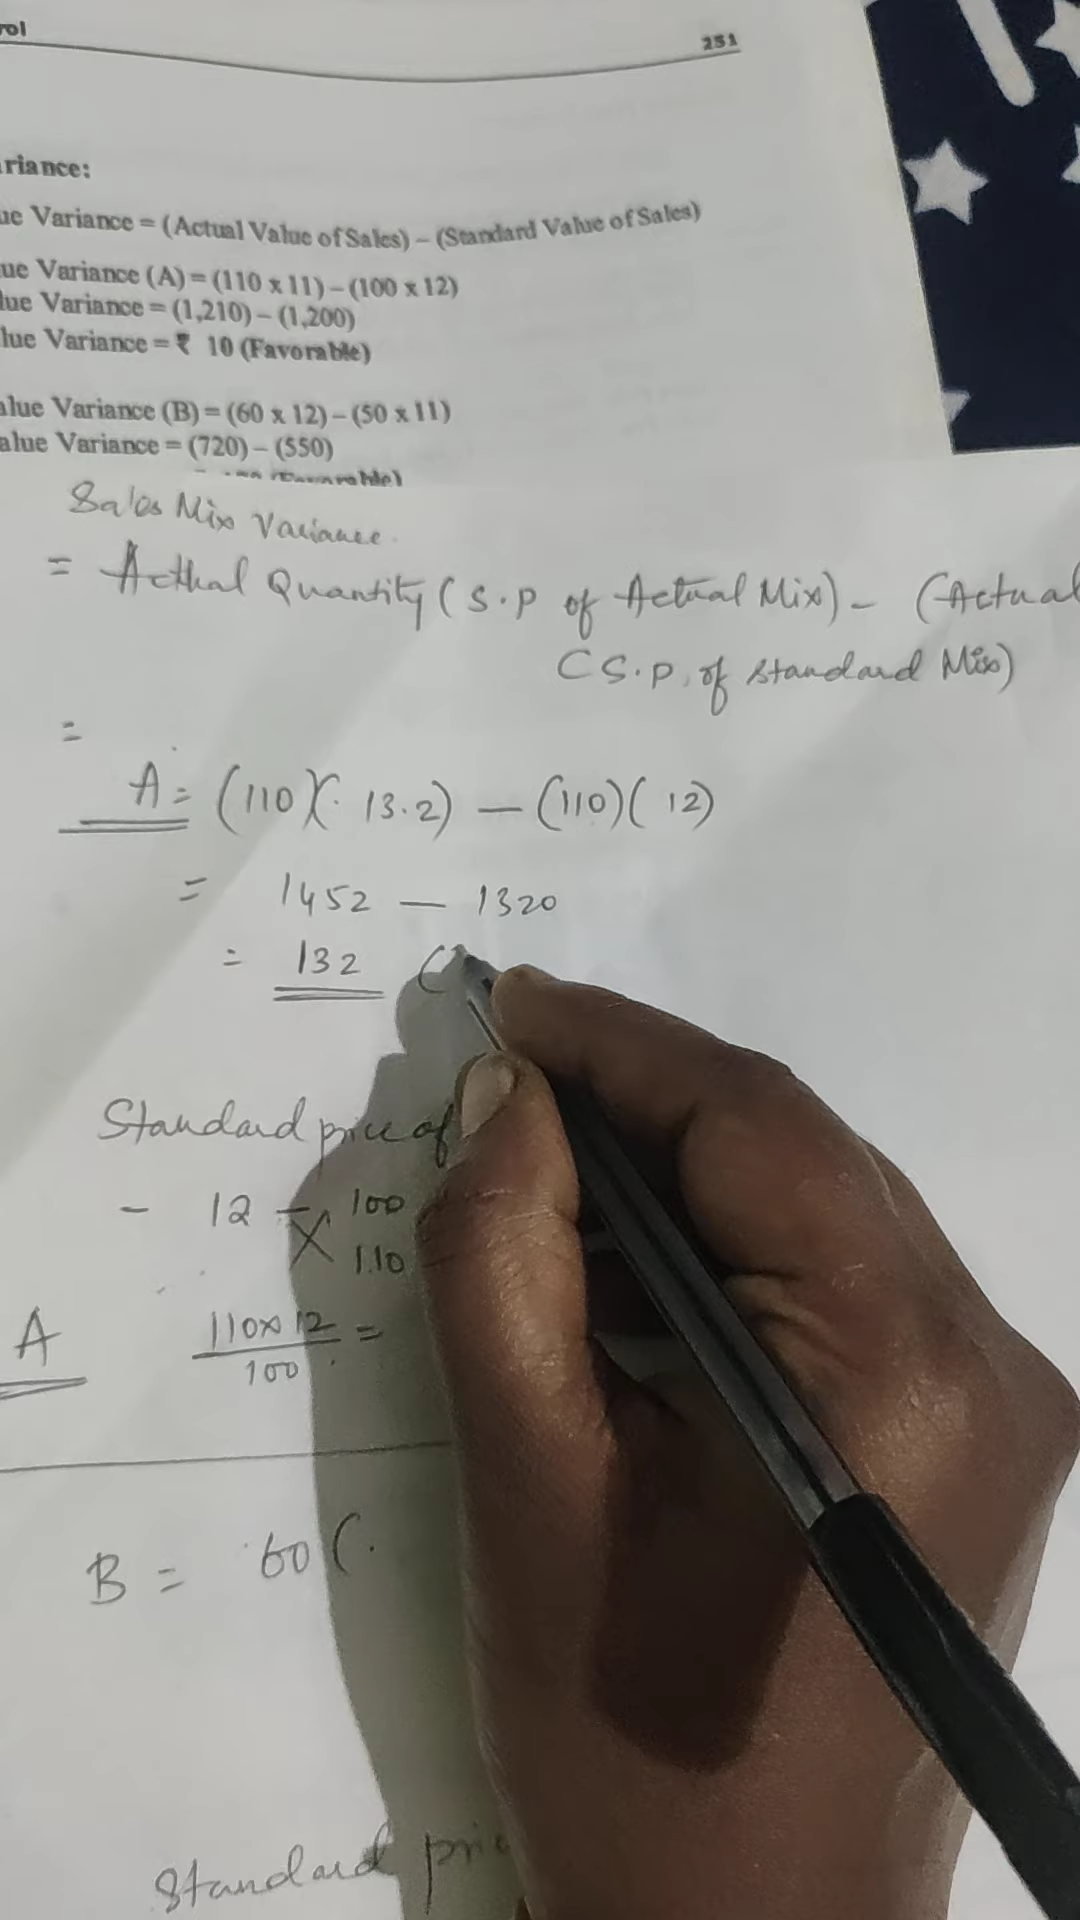 251
riance:
ue Variance = (Actual Value of Sales) – (Standard Value of Sales)
ue Variance (A) = (110 x 11) – (100 x 12)
lue Variance = (1,210) – (1,200)
lue Variance = ₹ 10 (Favorable)
alue Variance (B) = (60 x 12) – (50 x 11)
alue Variance = (720) – (550)
Sales Mix Variance.
= Actual Quantity (S.P of Actual Mix) - (Actual
(S.P. of Standard Mix)
=
A = (110)(13.2) — (110)(12)
= 1452 — 1320
= 132 (
Standard price of
- 12 - 100
X 110
A 110x12 =
100
B = 60 (
Standard pric